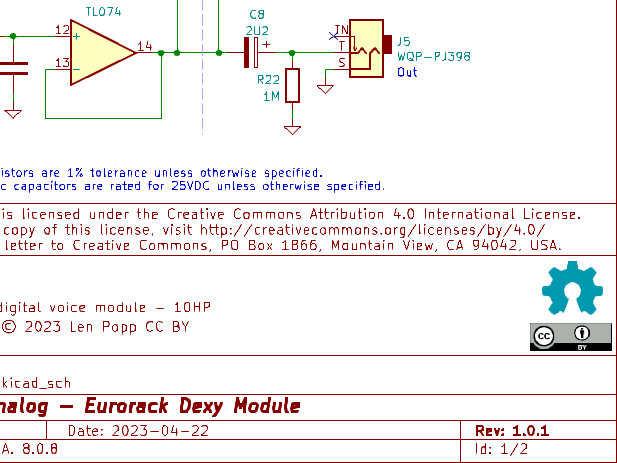 TL074
C8
2U2
12
+
14
13
-
+
TN
T
S
J5
WQP-PJ398
Out
R22
1M
istors are 1% tolerance unless otherwise specified.
c capacitors are rated for 25VDC unless otherwise specified.
is licensed under the Creative Commons Attribution 4.0 International License.
copy of this license, visit http://creativecommons.org/licenses/by/4.0/
letter to Creative Commons, PO Box 1866, Mountain View, CA 94042, USA.
digital voice module - 10HP
© 2023 Len Popp CC BY
cc
BY
kicad_sch
nalog - Eurorack Dexy Module
Date: 2023-04-22
Rev: 1.0.1
A. 8.0.8
Id: 1/2